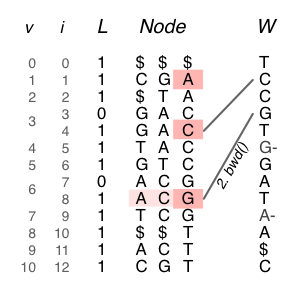 v i L Node W
0 0 1 $ $ $ T
1 1 1 C G A C
2 2 1 $ T A C
3 3 0 G A C G
4 1 G A C T
4 5 1 T A C G-
5 6 1 G T C G
6 7 0 A C G A
8 1 A C G T
7 9 1 T C G A-
8 10 1 $ $ T A
9 11 1 A C T $
10 12 1 C G T C
2. bwd()